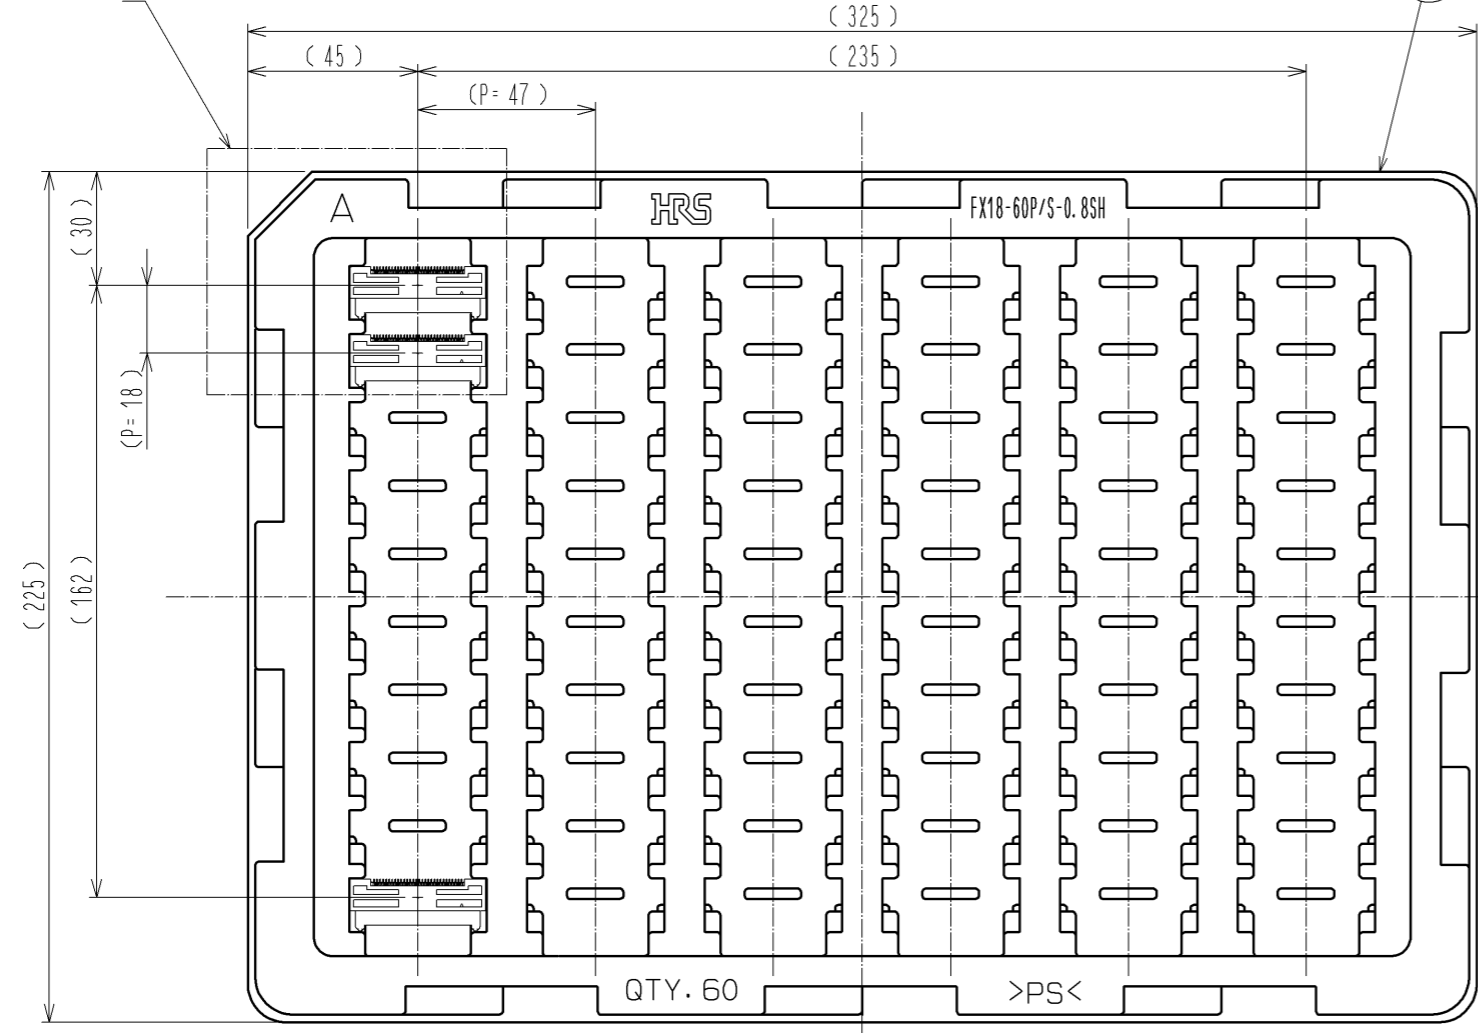 ( 325 )
( 45 )
( 235 )
(P= 47 )
( 30 )
A
HRS
FX18-60P/S-0.8SH
(P= 18 )
( 162 )
( 225 )
QTY. 60
>PS<